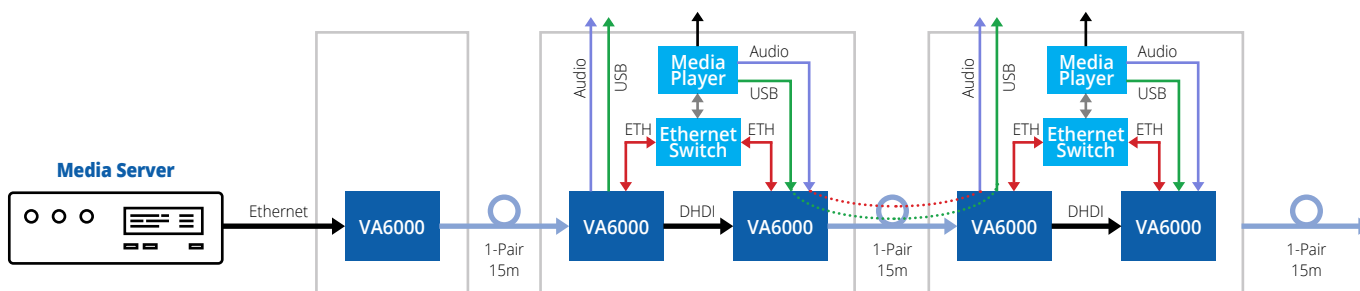 Media Server
Ethernet
VA6000
1-Pair
15m
Audio
USB
Media
Player
Audio
USB
ETH
Ethernet
Switch
ETH
VA6000
DHDI
VA6000
1-Pair
15m
Audio
USB
Media
Player
Audio
USB
ETH
Ethernet
Switch
ETH
VA6000
DHDI
VA6000
1-Pair
15m